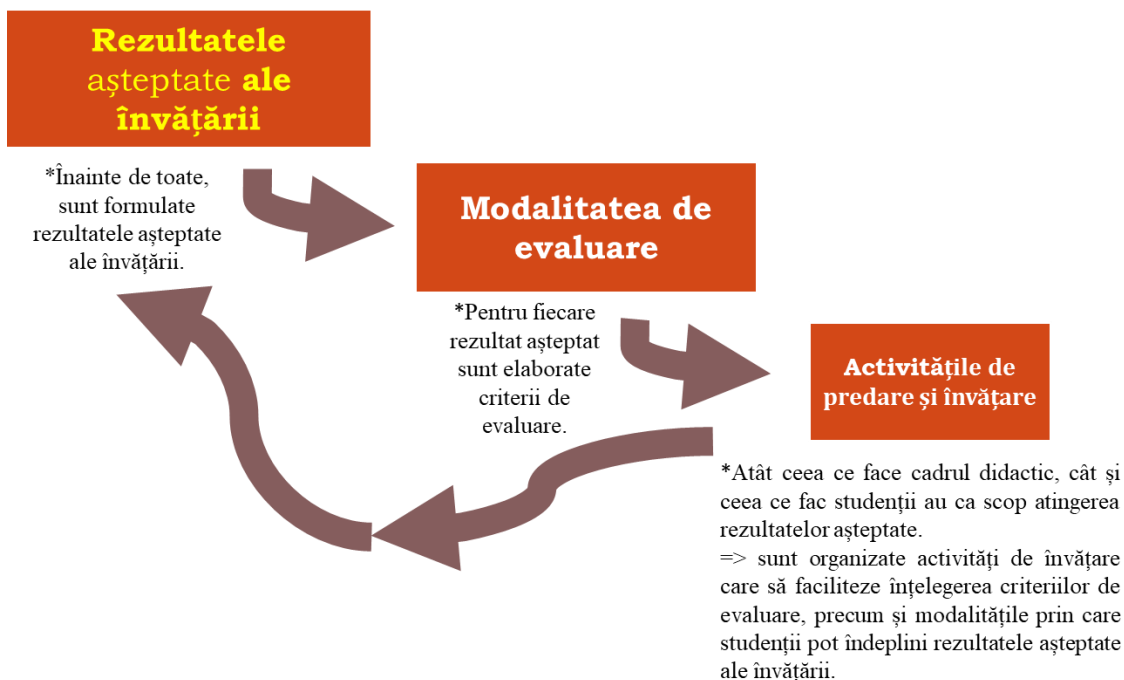 Rezultatele
așteptate ale
învățării
*Înainte de toate,
sunt formulate
rezultatele așteptate
ale învățării.
Modalitatea de
evaluare
*Pentru fiecare
rezultat așteptat
sunt elaborate
criterii de
evaluare.
Activitățile de
predare și învățare
*Atât ceea ce face cadrul didactic, cât și
ceea ce fac studenții au ca scop atingerea
rezultatelor așteptate.
=> sunt organizate activități de învățare
care să faciliteze înțelegerea criteriilor de
evaluare, precum și modalitățile prin care
studenții pot îndeplini rezultatele așteptate
ale învățării.